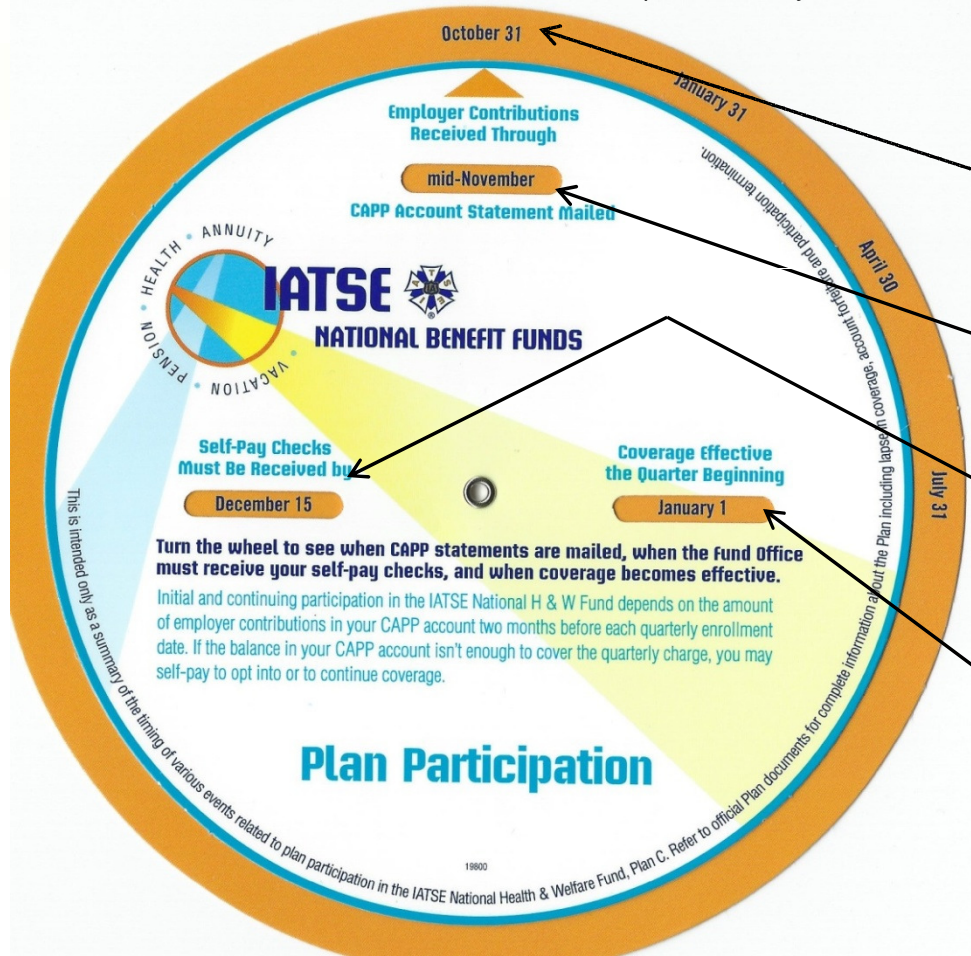 October 31
January 31
April 30
July 31
Employer Contributions
Received Through
mid-November
CAPP Account Statement Mailed
PENSION • HEALTH • ANNUITY • VACATION
IATSE
IATSE
®
NATIONAL BENEFIT FUNDS
Self-Pay Checks
Must Be Received by
December 15
Coverage Effective
the Quarter Beginning
January 1
Turn the wheel to see when CAPP statements are mailed, when the Fund Office
must receive your self-pay checks, and when coverage becomes effective.
Initial and continuing participation in the IATSE National H & W Fund depends on the amount
of employer contributions in your CAPP account two months before each quarterly enrollment
date. If the balance in your CAPP account isn't enough to cover the quarterly charge, you may
self-pay to opt into or to continue coverage.
Plan Participation
19800
This is intended only as a summary of the timing of various events related to plan participation in the IATSE National Health & Welfare Fund, Plan C. Refer to official Plan documents for complete information about the Plan including lapse in coverage, account forfeiture and participation termination.